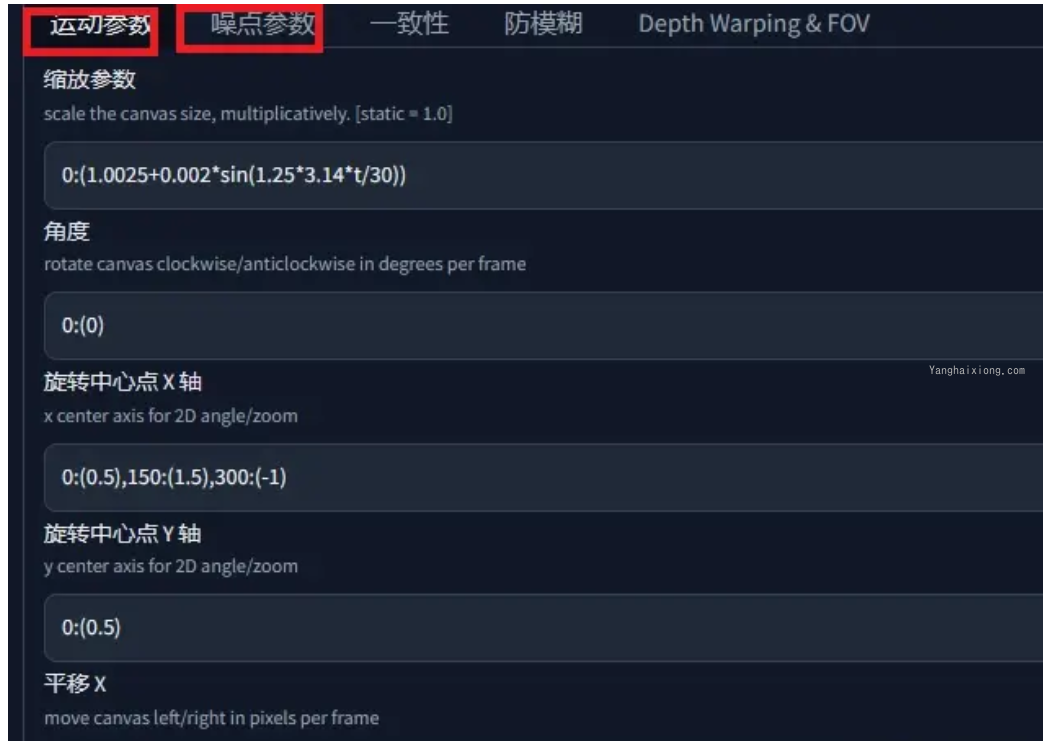 运动参数 噪点参数 一致性 防模糊 Depth Warping & FOV
缩放参数
scale the canvas size, multiplicatively. [static = 1.0]
0:(1.0025+0.002*sin(1.25*3.14*t/30))
角度
rotate canvas clockwise/anticlockwise in degrees per frame
0:(0)
Yanghaixiong.com
旋转中心点 X 轴
x center axis for 2D angle/zoom
0:(0.5),150:(1.5),300:(-1)
旋转中心点 Y 轴
y center axis for 2D angle/zoom
0:(0.5)
平移 X
move canvas left/right in pixels per frame